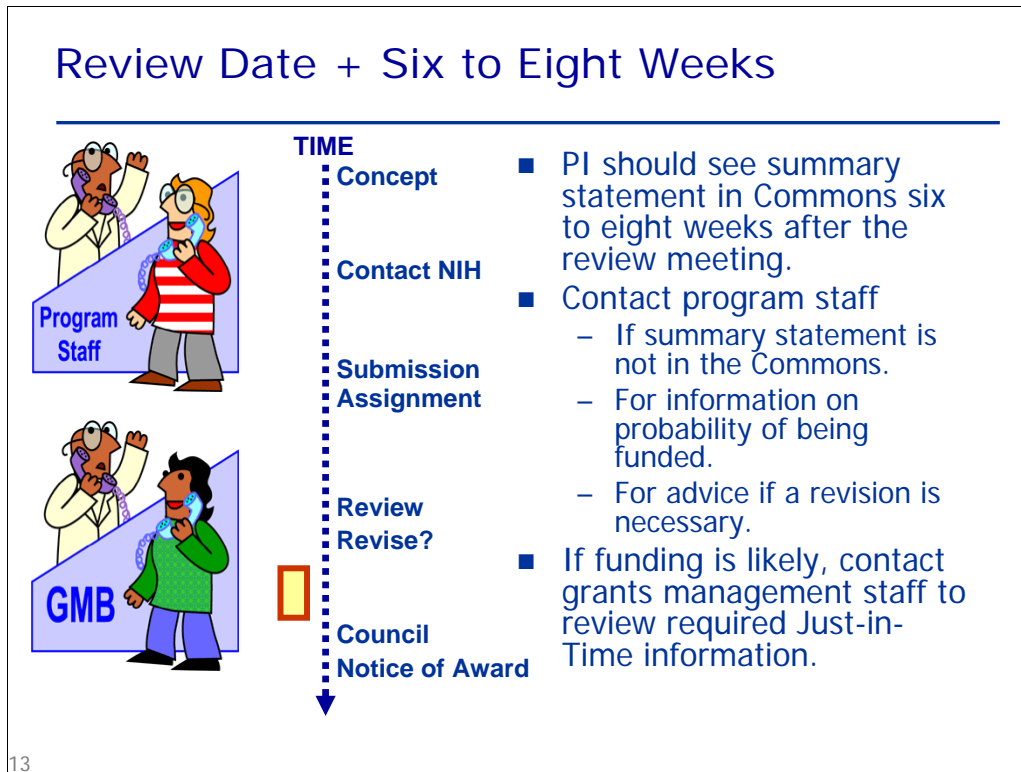 Review Date + Six to Eight Weeks
Program
Staff
GMB
TIME
Concept
Contact NIH
Submission
Assignment
Review
Revise?
Council
Notice of Award
■ PI should see summary
statement in Commons six
to eight weeks after the
review meeting.
■ Contact program staff
– If summary statement is
not in the Commons.
– For information on
probability of being
funded.
– For advice if a revision is
necessary.
■ If funding is likely, contact
grants management staff to
review required Just-in-
Time information.
13